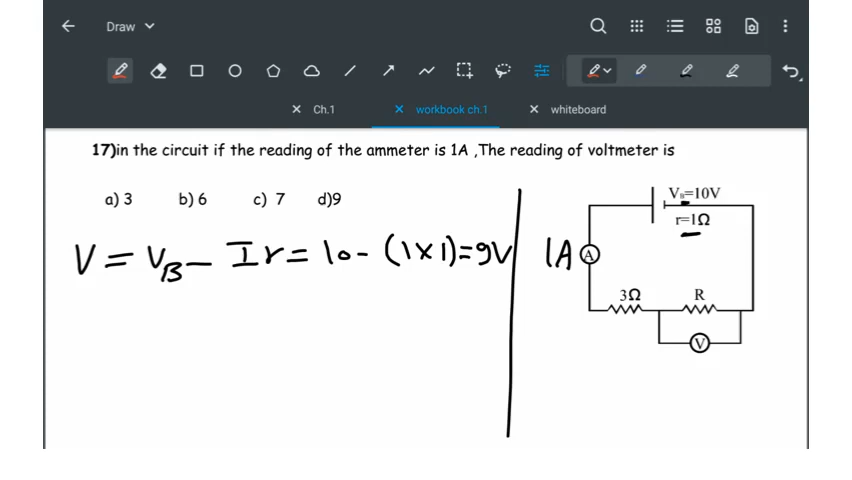 Draw
Ch.1
workbook ch.1
whiteboard
17)in the circuit if the reading of the ammeter is 1A ,The reading of voltmeter is
a) 3 b) 6 c) 7 d)9
V = VB - Ir = 10 - (1×1) = 9V
1A
A
VB=10V
r=1Ω
3Ω
R
V